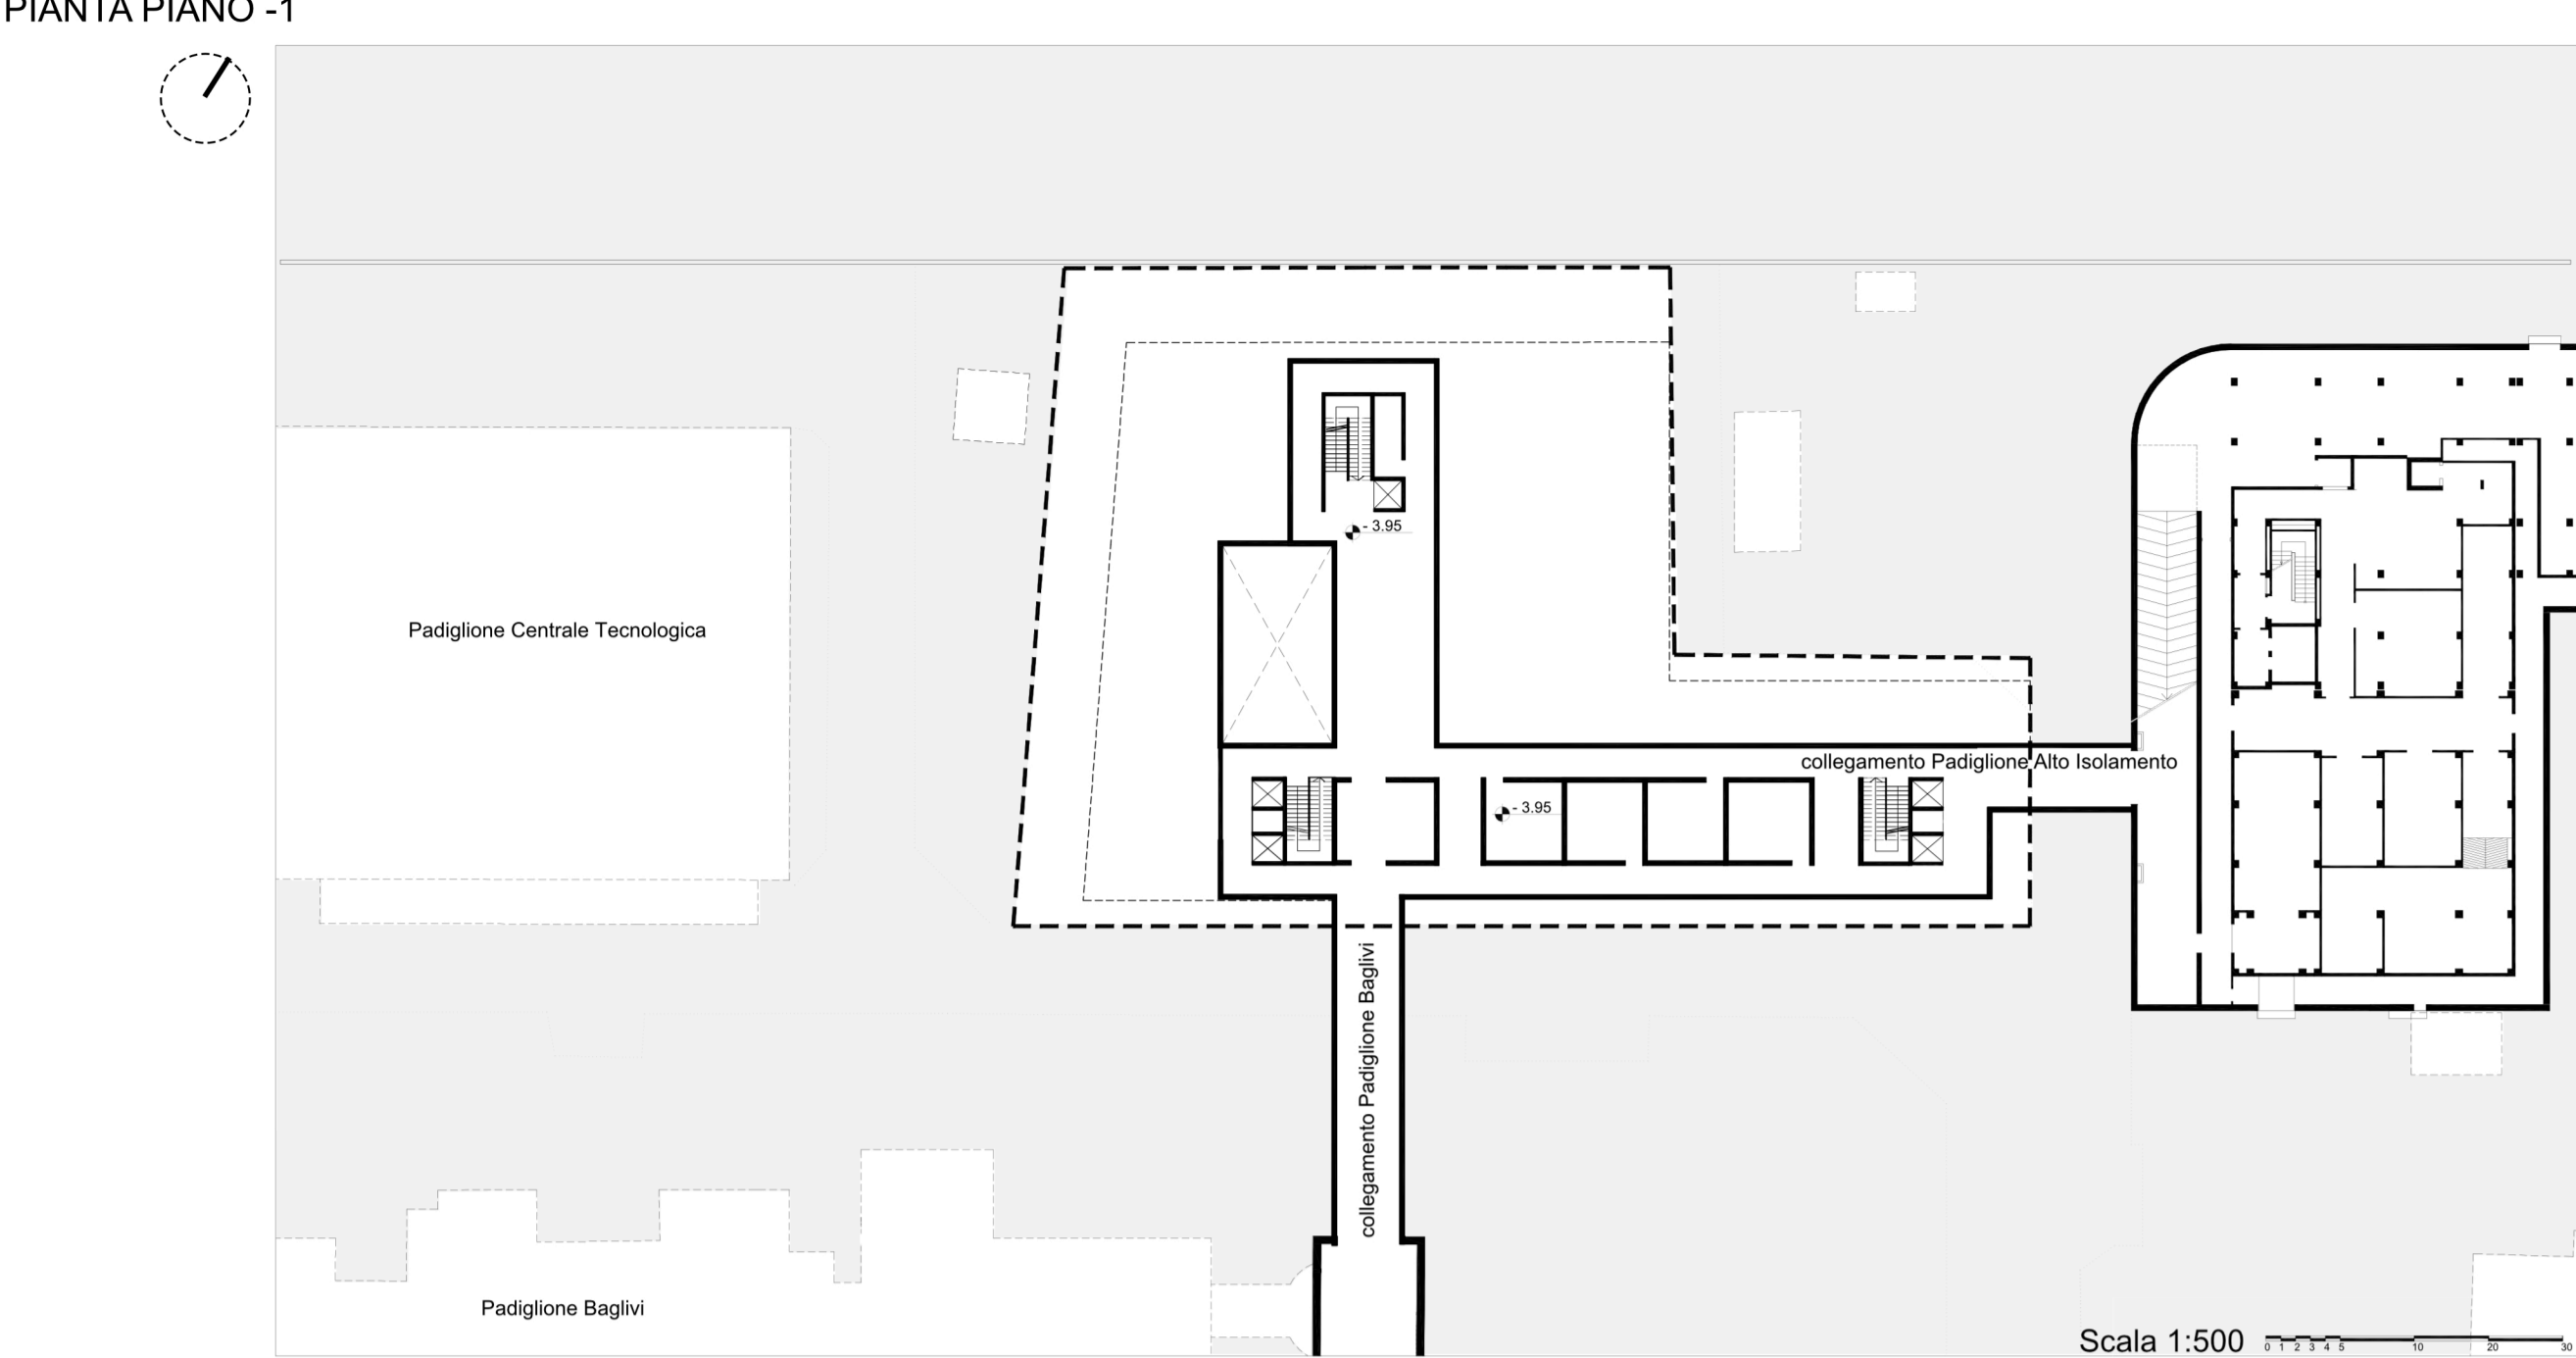 PIANTA PIANO -1
- 3.95
Padiglione Centrale Tecnologica
collegamento Padiglione Alto Isolamento
- 3.95
collegamento Padiglione Baglivi
Padiglione Baglivi
Scala 1:500
0 1 2 3 4 5 10 20 30